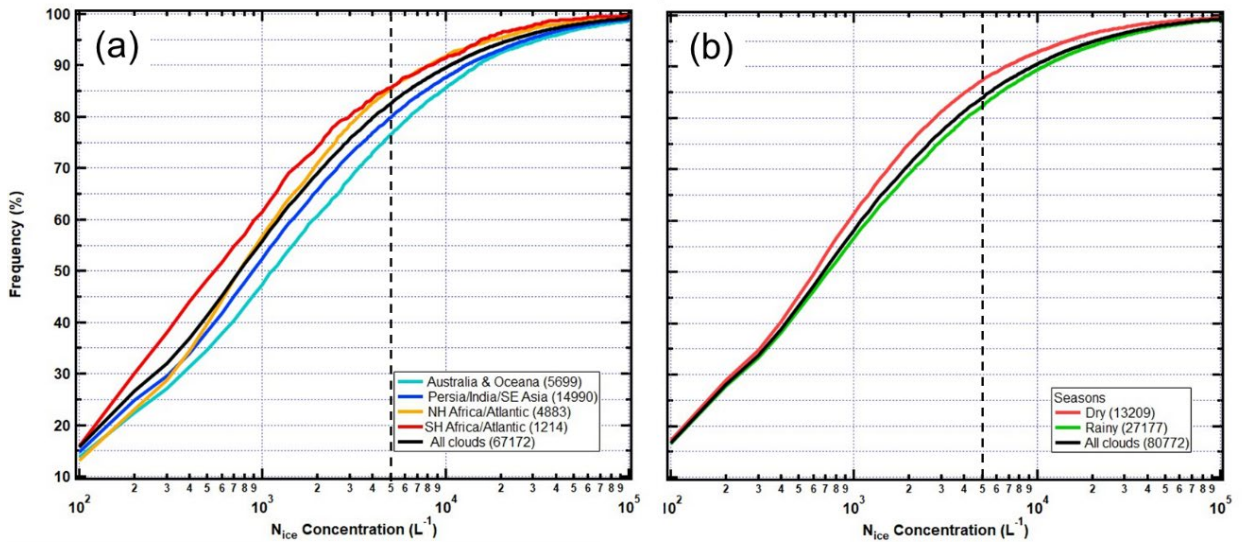 (a)
100
90
80
70
60
50
40
30
20
10
Frequency (%)
Australia & Oceana (5699)
Persia/India/SE Asia (14990)
NH Africa/Atlantic (4883)
SH Africa/Atlantic (1214)
All clouds (67172)
10² 2 3 4 5 6 7 8 9 10³ 2 3 4 5 6 7 8 9 10⁴ 2 3 4 5 6 7 8 9 10⁵
Nice Concentration (L⁻¹)
(b)
Seasons
Dry (13209)
Rainy (27177)
All clouds (80772)
10² 2 3 4 5 6 7 8 9 10³ 2 3 4 5 6 7 8 9 10⁴ 2 3 4 5 6 7 8 9 10⁵
Nice Concentration (L⁻¹)